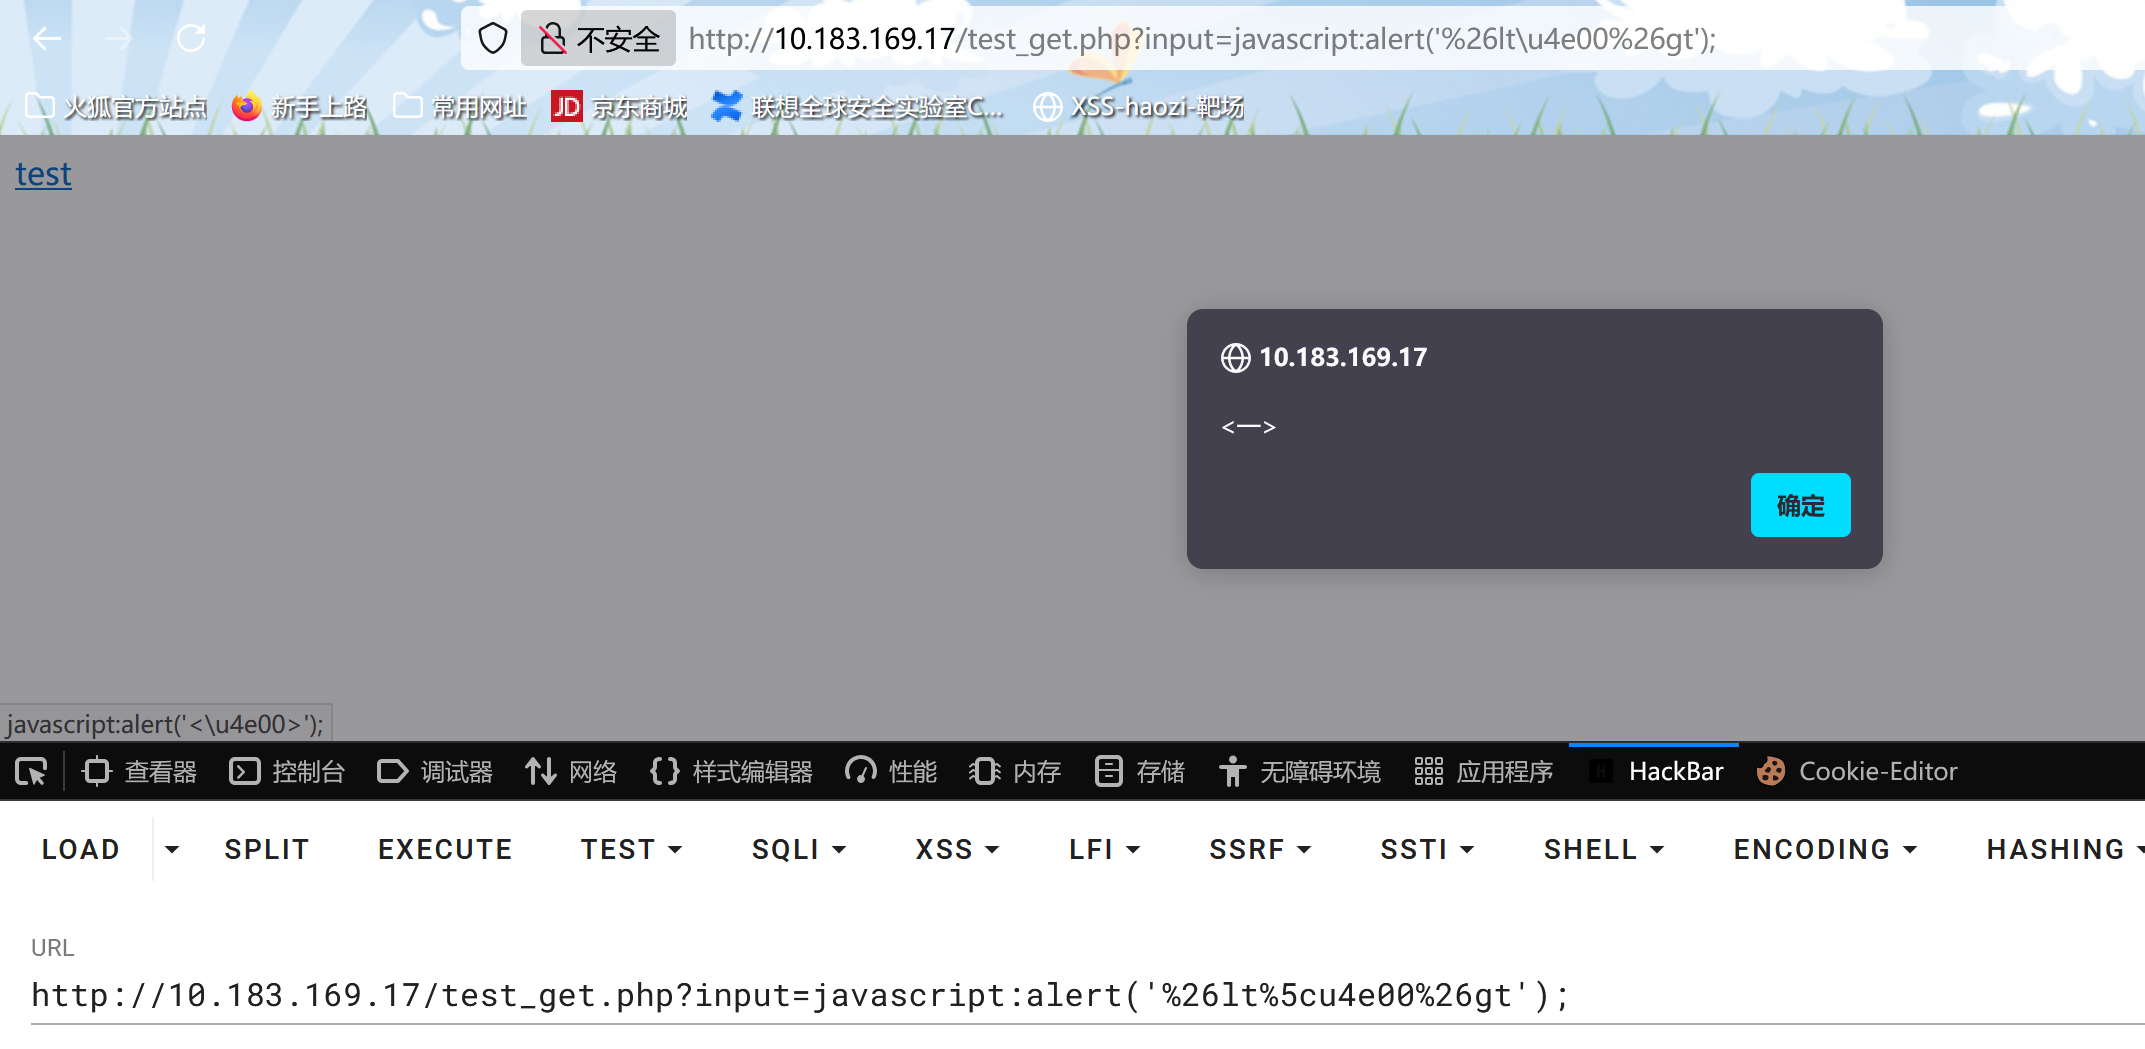 不安全 http://10.183.169.17/test_get.php?input=javascript:alert('%26lt\u4e00%26gt');
火狐官方站点 新手上路 常用网址 JD 京东商城 联想全球安全实验室C... XSS-haozi-靶场
test
10.183.169.17
<一>
确定
javascript:alert('<\u4e00>');
查看器 控制台 调试器 网络 样式编辑器 性能 内存 存储 无障碍环境 应用程序 H HackBar Cookie-Editor
LOAD SPLIT EXECUTE TEST SQLI XSS LFI SSRF SSTI SHELL ENCODING HASHING
URL
http://10.183.169.17/test_get.php?input=javascript:alert('%26lt%5cu4e00%26gt');